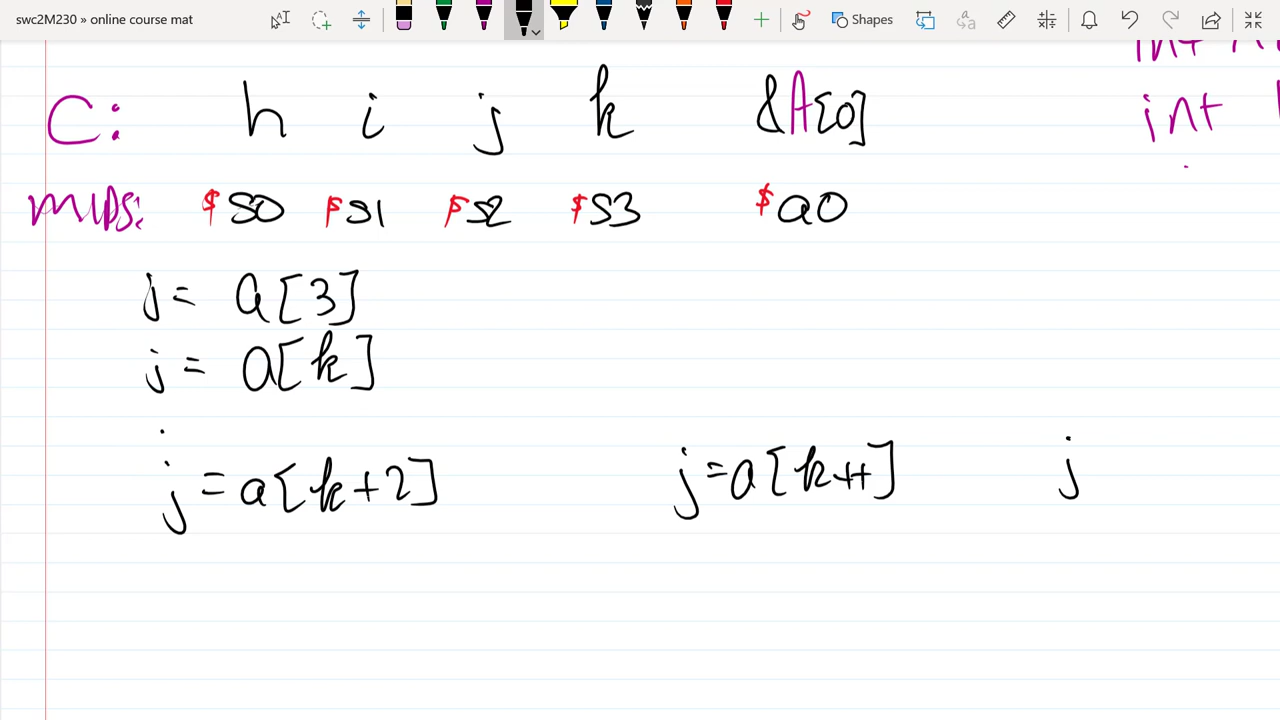 swc2M230 » online course mat
Shapes
C: h i j k &A[0]
int
MIPS: $S0 $S1 $S2 $S3 $a0
j = a[3]
j = a[k]
j = a[k+2] j = a[k++] j